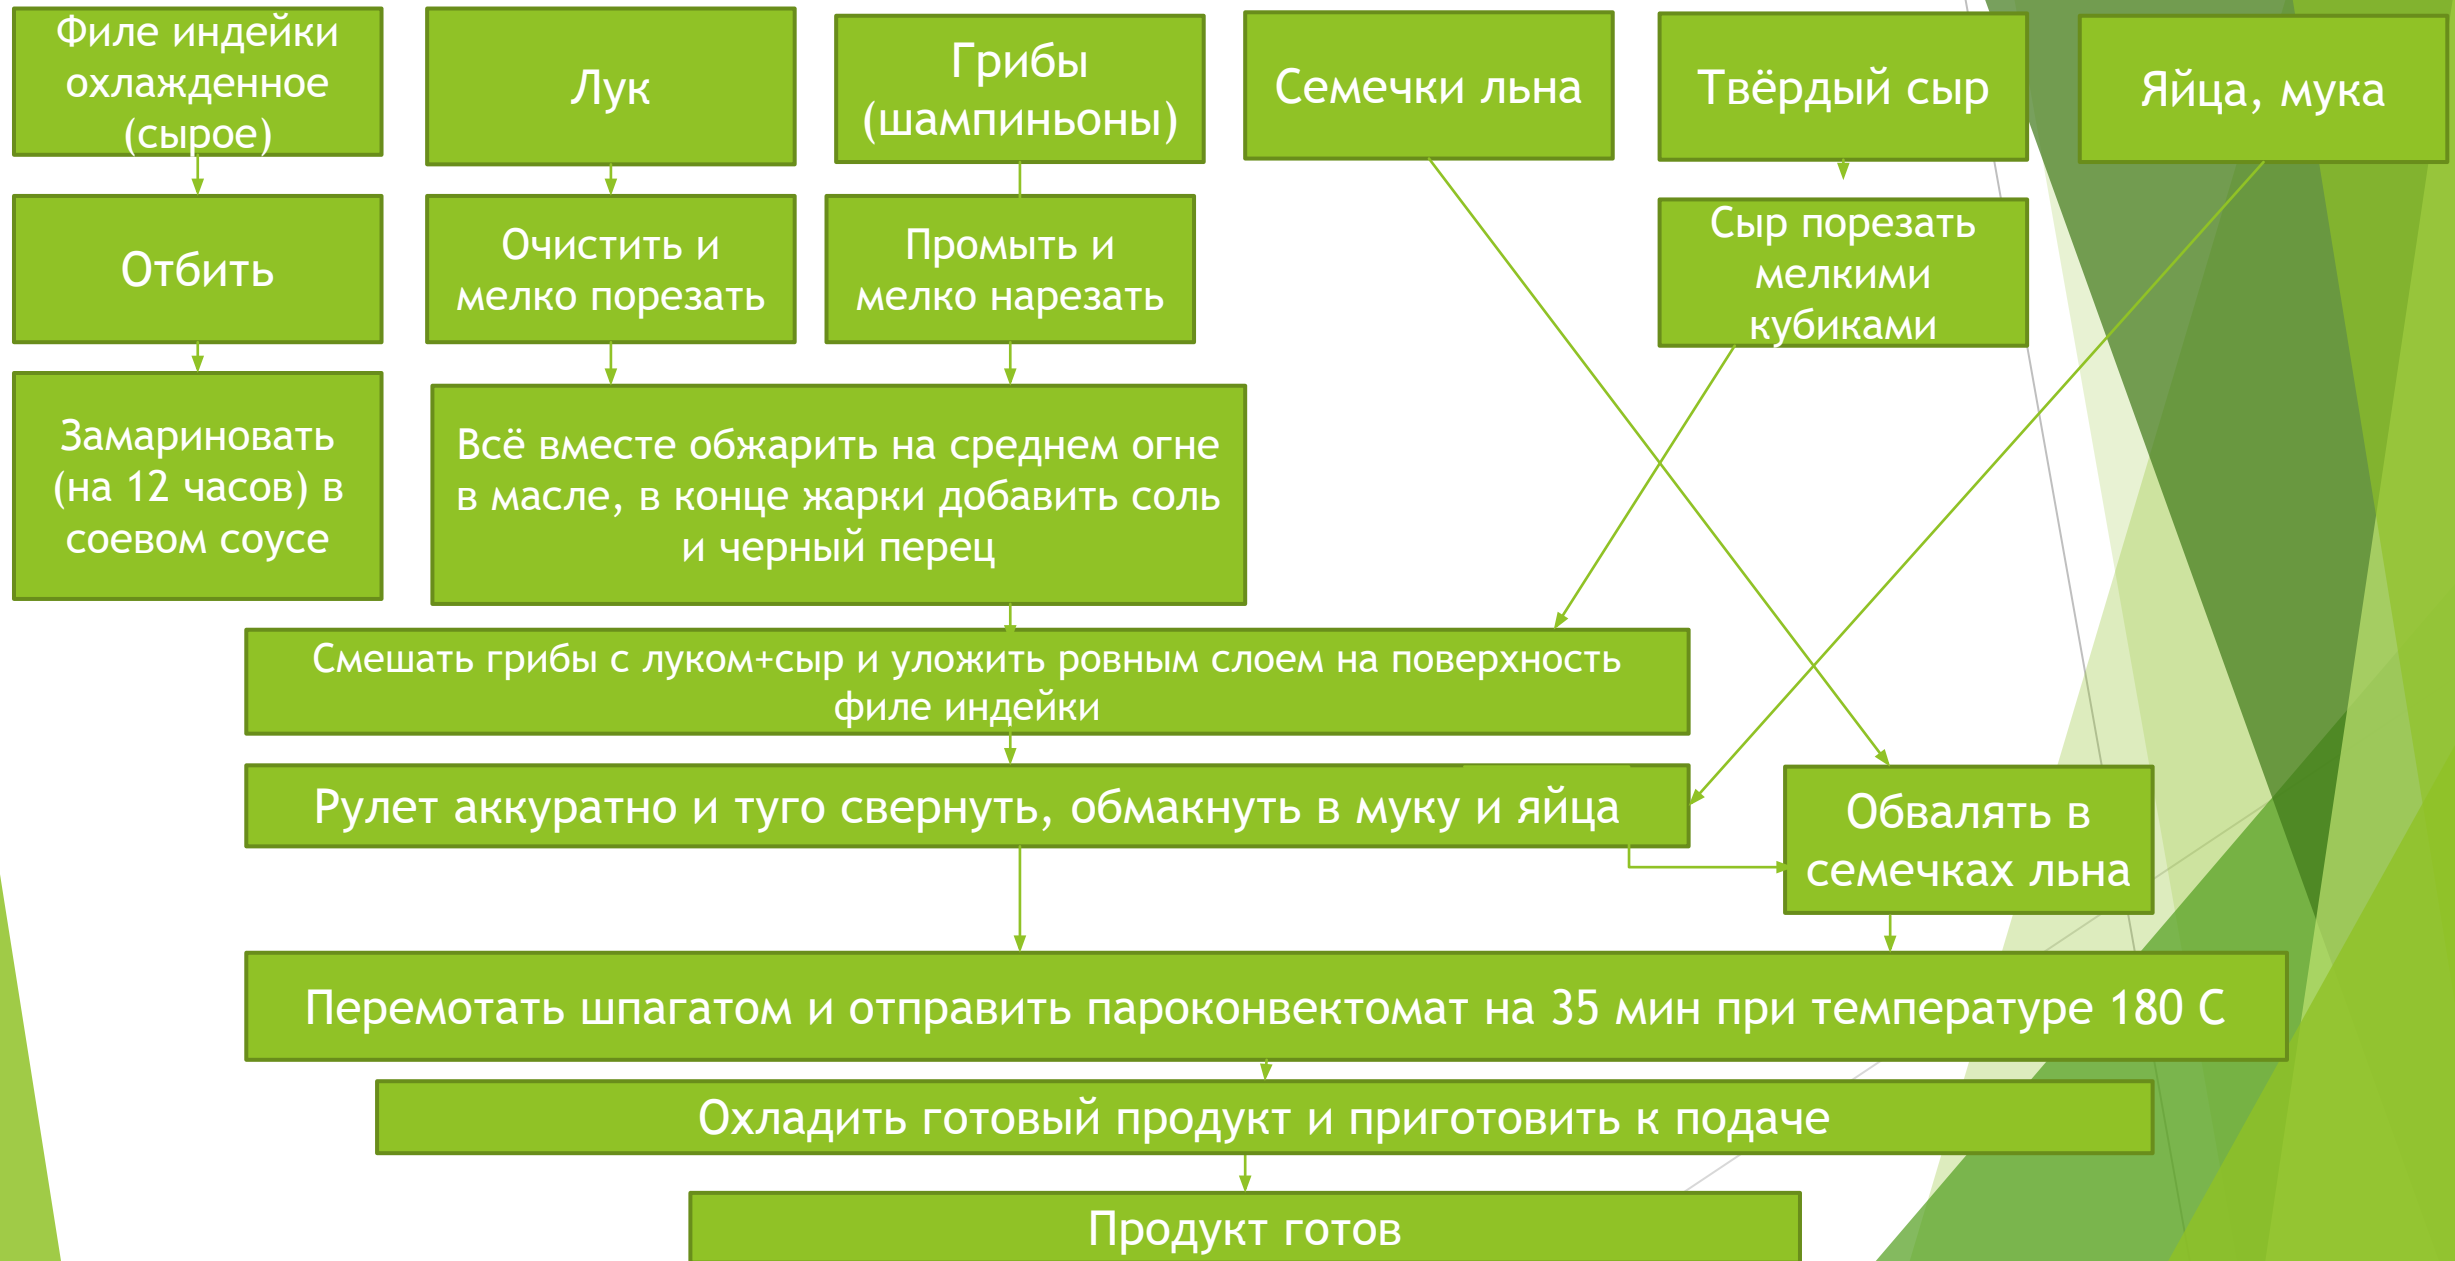 Филе индейки
охлажденное
(сырое)
Лук
Грибы
(шампиньоны)
Семечки льна
Твёрдый сыр
Яйца, мука
Отбить
Очистить и
мелко порезать
Промыть и
мелко нарезать
Сыр порезать
мелкими
кубиками
Замариновать
(на 12 часов) в
соевом соусе
Всё вместе обжарить на среднем огне
в масле, в конце жарки добавить соль
и черный перец
Смешать грибы с луком+сыр и уложить ровным слоем на поверхность
филе индейки
Рулет аккуратно и туго свернуть, обмакнуть в муку и яйца
Обвалять в
семечках льна
Перемотать шпагатом и отправить пароконвектомат на 35 мин при температуре 180 С
Охладить готовый продукт и приготовить к подаче
Продукт готов